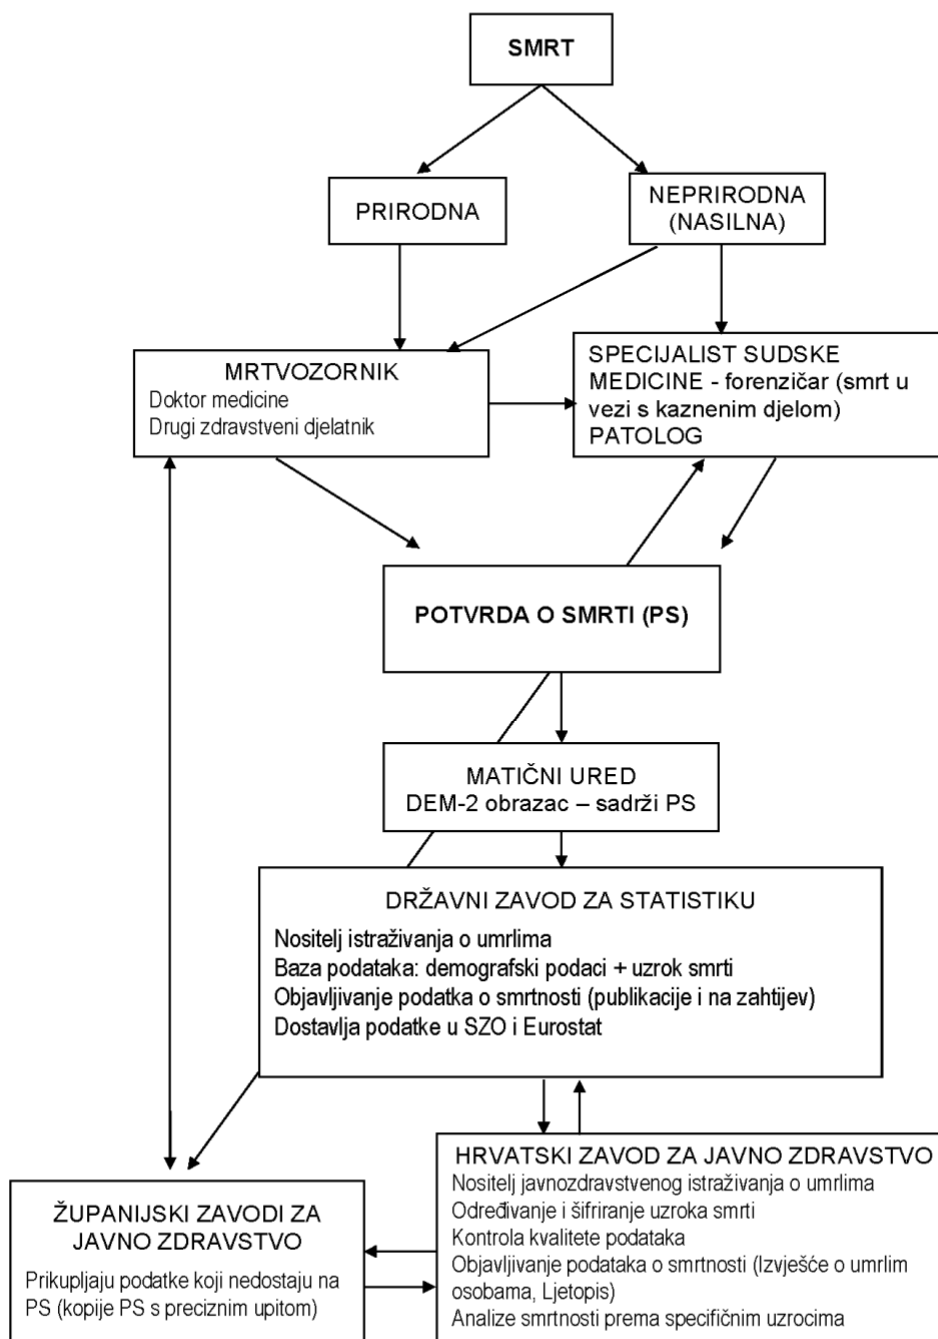 SMRT
PRIRODNA
NEPRIRODNA
(NASILNA)
MRTVOZORNIK
Doktor medicine
Drugi zdravstveni djelatnik
SPECIJALIST SUDSKE
MEDICINE - forenzičar (smrt u
vezi s kaznenim djelom)
PATOLOG
POTVRDA O SMRTI (PS)
MATIČNI URED
DEM-2 obrazac – sadrži PS
DRŽAVNI ZAVOD ZA STATISTIKU
Nositelj istraživanja o umrlima
Baza podataka: demografski podaci + uzrok smrti
Objavljivanje podatka o smrtnosti (publikacije i na zahtijev)
Dostavlja podatke u SZO i Eurostat
HRVATSKI ZAVOD ZA JAVNO ZDRAVSTVO
Nositelj javnozdravstvenog istraživanja o umrlima
Određivanje i šifriranje uzroka smrti
Kontrola kvalitete podataka
Objavljivanje podataka o smrtnosti (Izvješće o umrlim
osobama, Ljetopis)
Analize smrtnosti prema specifičnim uzrocima
ŽUPANIJSKI ZAVODI ZA
JAVNO ZDRAVSTVO
Prikupljaju podatke koji nedostaju na
PS (kopije PS s preciznim upitom)